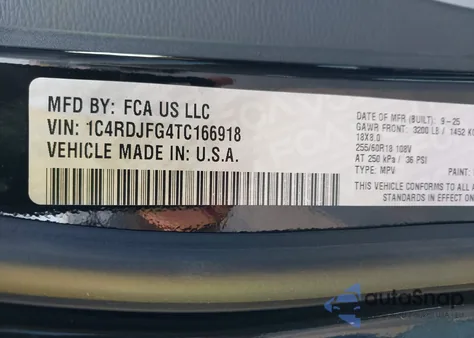 MFD BY: FCA US LLC
VIN: 1C4RDJFG4TC166918
VEHICLE MADE IN: U.S.A.
DATE OF MFR (BUILT): 9-25
GAWR FRONT: 3200 LB / 1452 KG
18X8.0
255/60R18 108V
AT 250 kPa / 36 PSI
TYPE: MPV PAINT:
THIS VEHICLE CONFORMS TO ALL
STANDARDS IN EFFECT ON
autoSnap